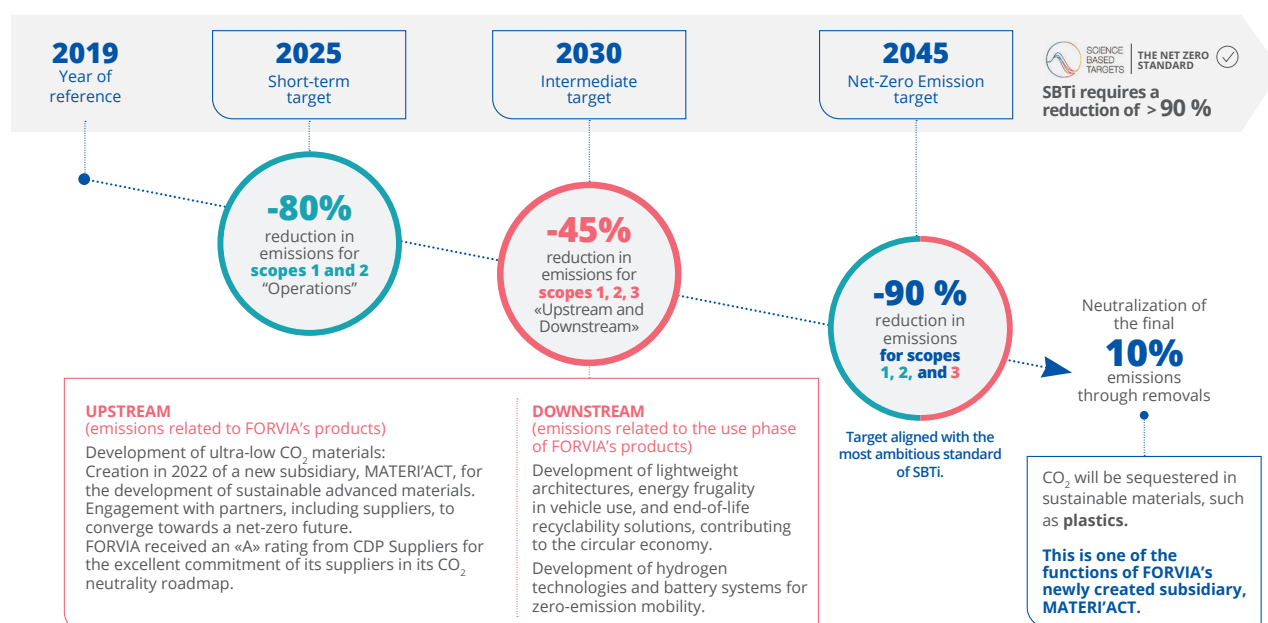 2019
Year of
reference
2025
Short-term
target
2030
Intermediate
target
2045
Net-Zero Emission
target
SCIENCE
BASED
TARGETS
THE NET ZERO
STANDARD
SBTi requires a
reduction of > 90 %
-80%
reduction in
emissions for
scopes 1 and 2
“Operations”
-45%
reduction in
emissions for
scopes 1, 2, 3
«Upstream and
Downstream»
-90 %
reduction in
emissions
for scopes
1, 2, and 3
Target aligned with the
most ambitious standard
of SBTi.
Neutralization of
the final
10%
emissions
through removals
UPSTREAM
(emissions related to FORVIA’s products)
Development of ultra-low CO₂ materials:
Creation in 2022 of a new subsidiary, MATERI’ACT, for
the development of sustainable advanced materials.
Engagement with partners, including suppliers, to
converge towards a net-zero future.
FORVIA received an «A» rating from CDP Suppliers for
the excellent commitment of its suppliers in its CO₂
neutrality roadmap.
DOWNSTREAM
(emissions related to the use phase
of FORVIA’s products)
Development of lightweight
architectures, energy frugality
in vehicle use, and end-of-life
recyclability solutions, contributing
to the circular economy.
Development of hydrogen
technologies and battery systems for
zero-emission mobility.
CO₂ will be sequestered in
sustainable materials, such
as plastics.
This is one of the
functions of FORVIA’s
newly created subsidiary,
MATERI’ACT.